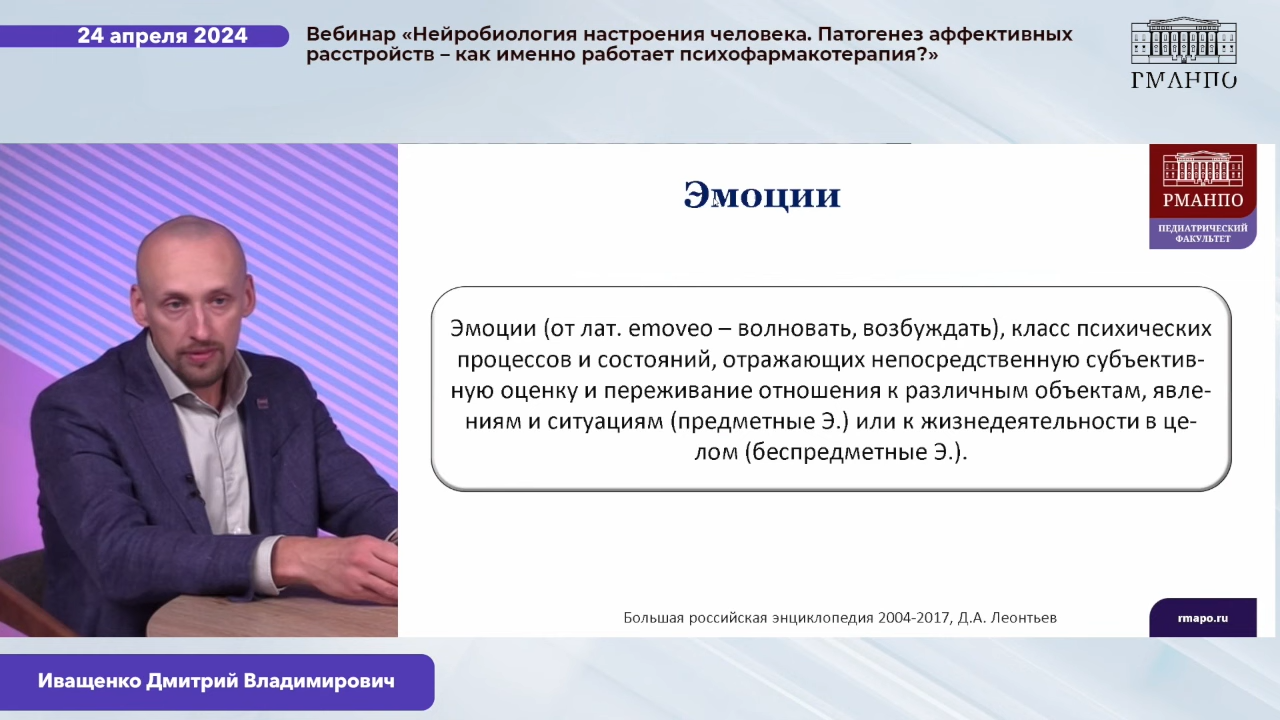 24 апреля 2024
Вебинар «Нейробиология настроения человека. Патогенез аффективных
расстройств – как именно работает психофармакотерапия?»
РМАНПО
Эмоции
РМАНПО
ПЕДИАТРИЧЕСКИЙ
ФАКУЛЬТЕТ
Эмоции (от лат. emoveo – волновать, возбуждать), класс психических
процессов и состояний, отражающих непосредственную субъектив-
ную оценку и переживание отношения к различным объектам, явле-
ниям и ситуациям (предметные Э.) или к жизнедеятельности в це-
лом (беспредметные Э.).
Большая российская энциклопедия 2004-2017, Д.А. Леонтьев
rmapo.ru
Иващенко Дмитрий Владимирович